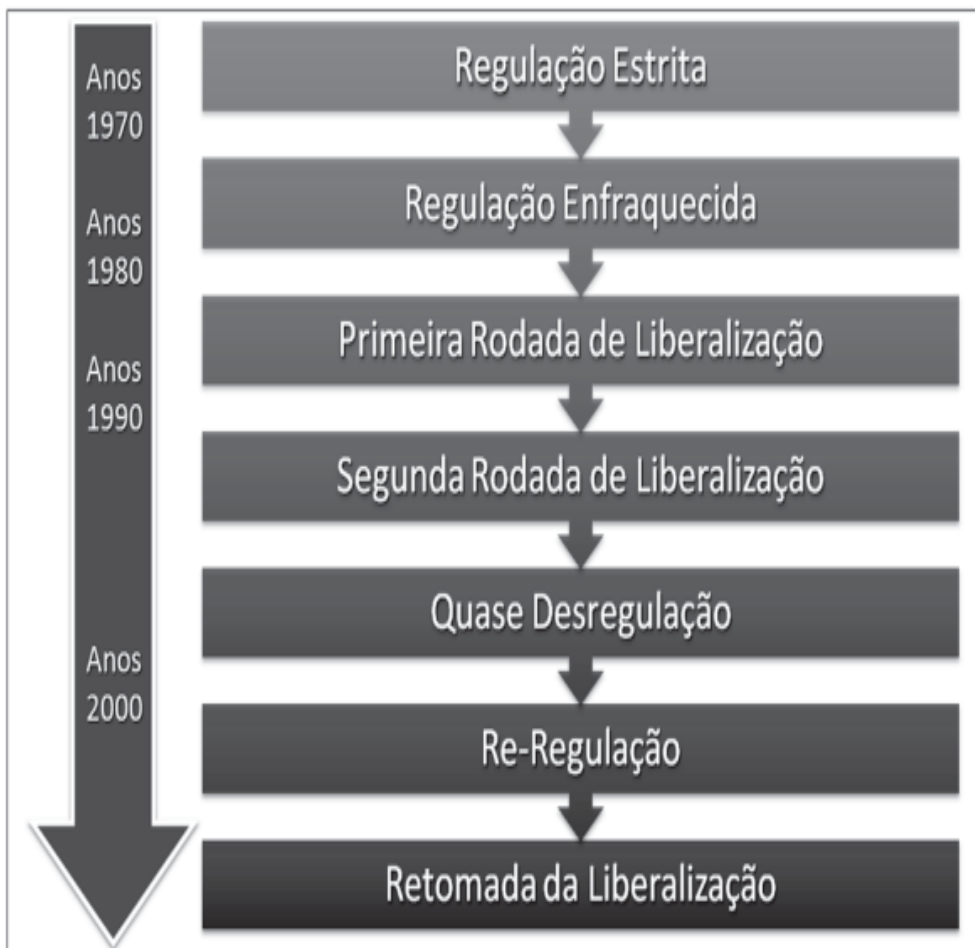 Anos
1970
Anos
1980
Anos
1990
Anos
2000
Regulação Estrita
Regulação Enfraquecida
Primeira Rodada de Liberalização
Segunda Rodada de Liberalização
Quase Desregulação
Re-Regulação
Retomada da Liberalização